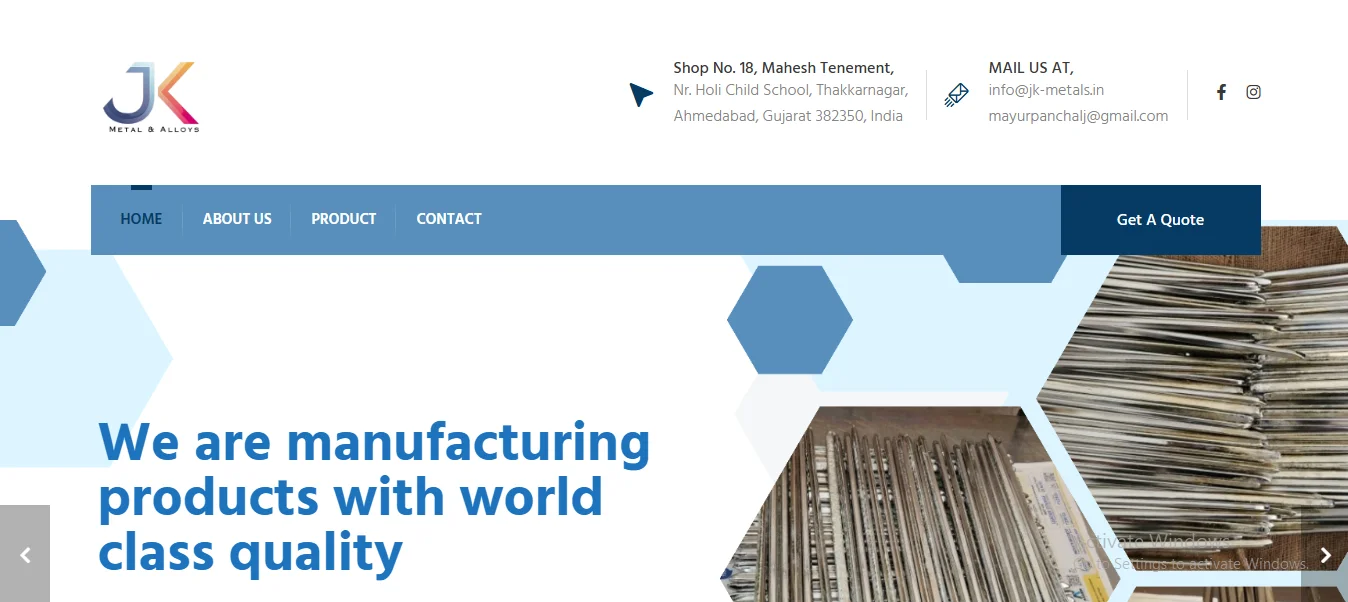 JK
METAL & ALLOYS
Shop No. 18, Mahesh Tenement,
Nr. Holi Child School, Thakkarnagar,
Ahmedabad, Gujarat 382350, India
MAIL US AT,
info@jk-metals.in
mayurpanchalj@gmail.com
HOME
ABOUT US
PRODUCT
CONTACT
Get A Quote
We are manufacturing
products with world
class quality
Activate Windows
Go to Settings to activate Windows.